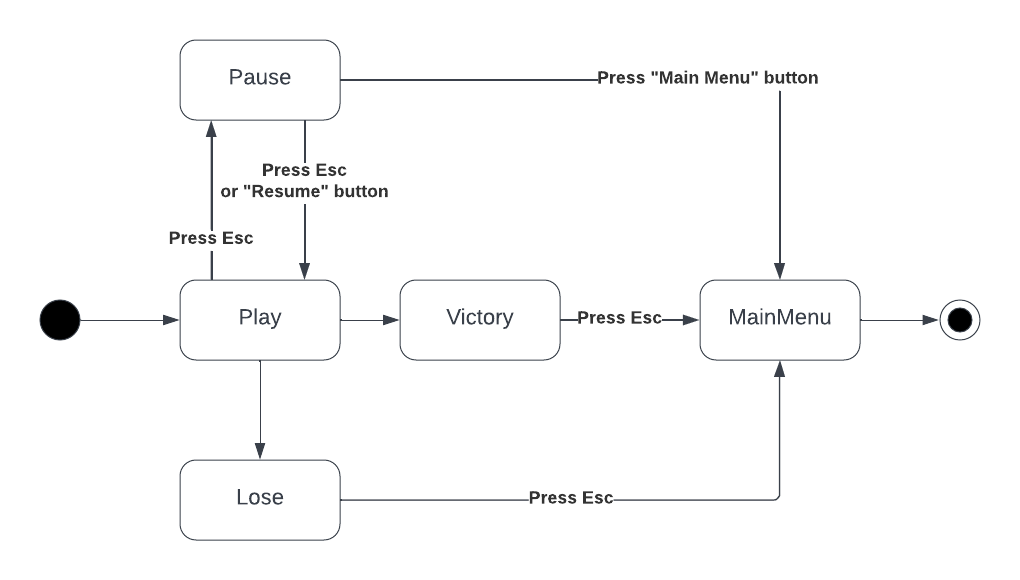 Pause
Press "Main Menu" button
Press Esc
or "Resume" button
Press Esc
Play
Victory
Press Esc
MainMenu
Lose
Press Esc